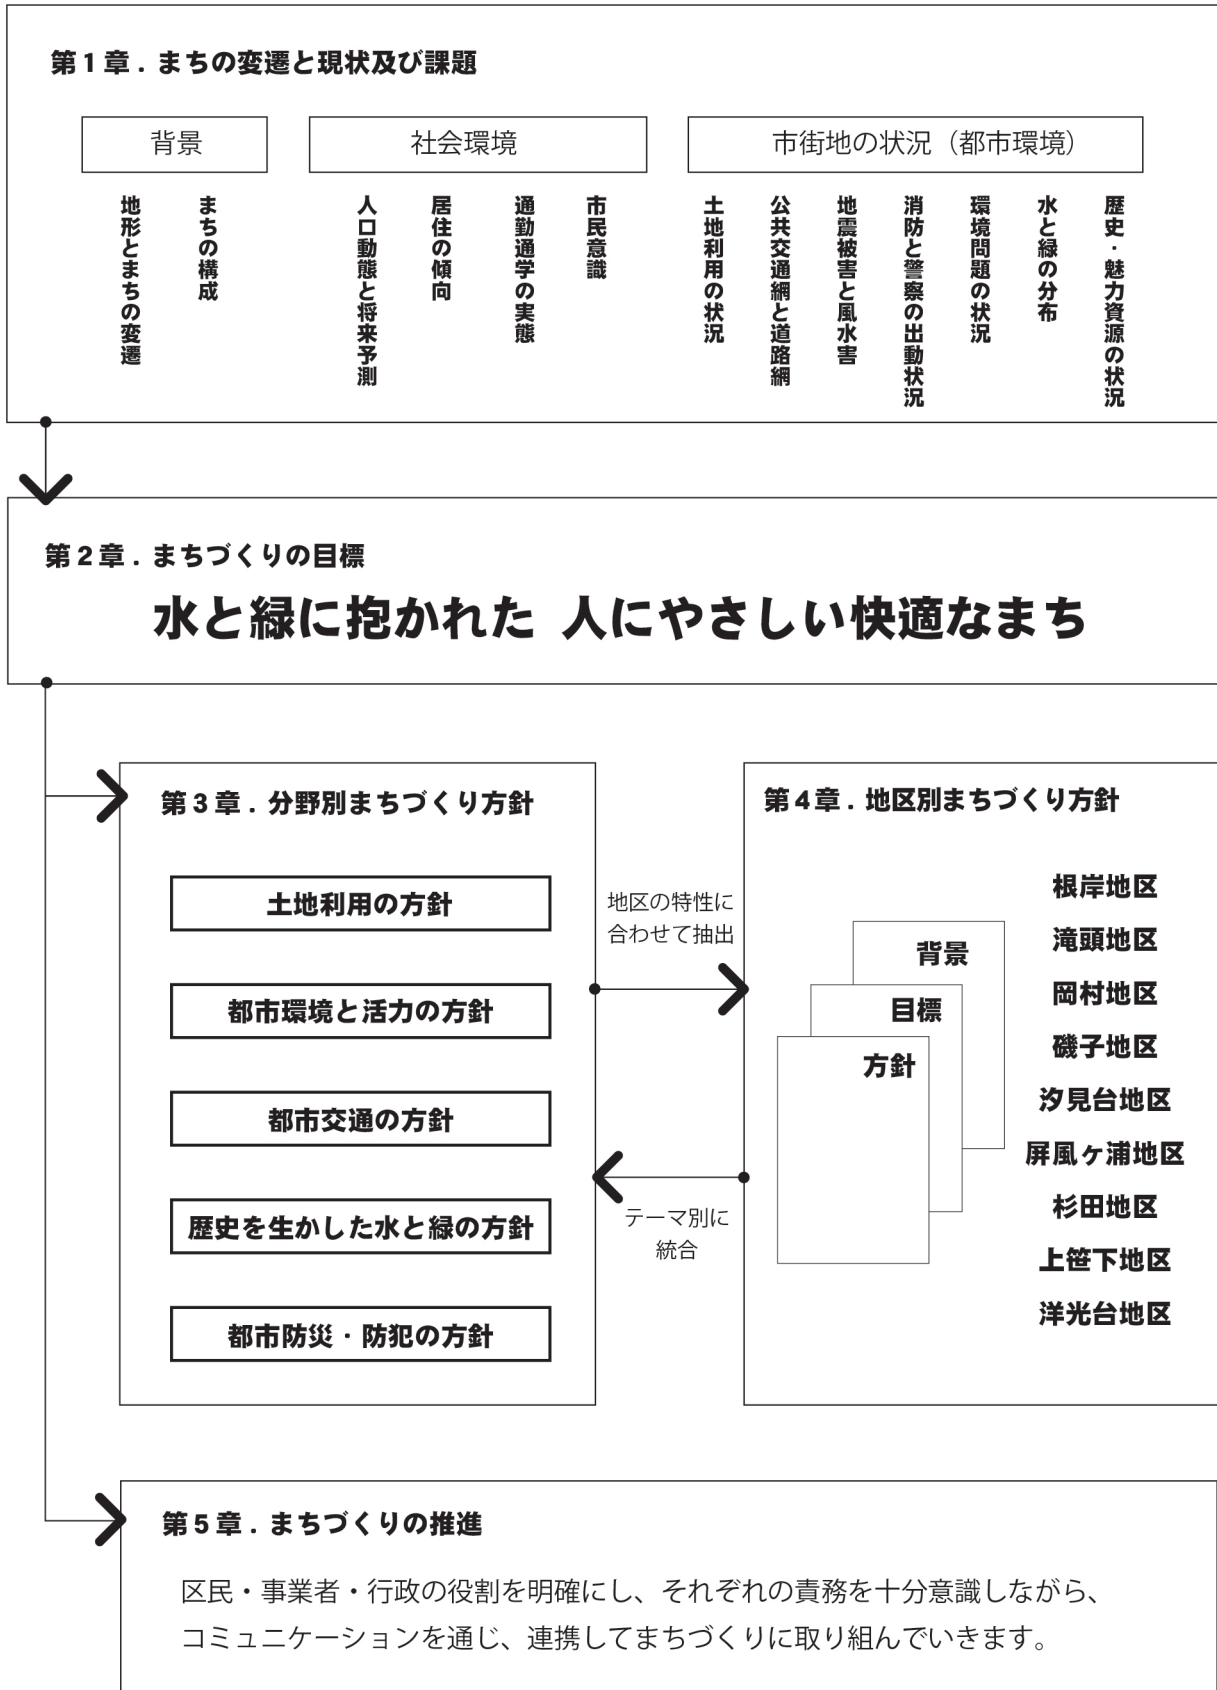 第1章．まちの変遷と現状及び課題
背景
社会環境
市街地の状況（都市環境）
地形とまちの変遷
まちの構成
人口動態と将来予測
居住の傾向
通勤通学の実態
市民意識
土地利用の状況
公共交通網と道路網
地震被害と風水害
消防と警察の出動状況
環境問題の状況
水と緑の分布
歴史・魅力資源の状況
第2章．まちづくりの目標
水と緑に抱かれた 人にやさしい快適なまち
第3章．分野別まちづくり方針
土地利用の方針
都市環境と活力の方針
都市交通の方針
歴史を生かした水と緑の方針
都市防災・防犯の方針
地区の特性に
合わせて抽出
テーマ別に
統合
第4章．地区別まちづくり方針
背景
目標
方針
根岸地区
滝頭地区
岡村地区
磯子地区
汐見台地区
屏風ヶ浦地区
杉田地区
上笹下地区
洋光台地区
第5章．まちづくりの推進
区民・事業者・行政の役割を明確にし、それぞれの責務を十分意識しながら、
コミュニケーションを通じ、連携してまちづくりに取り組んでいきます。